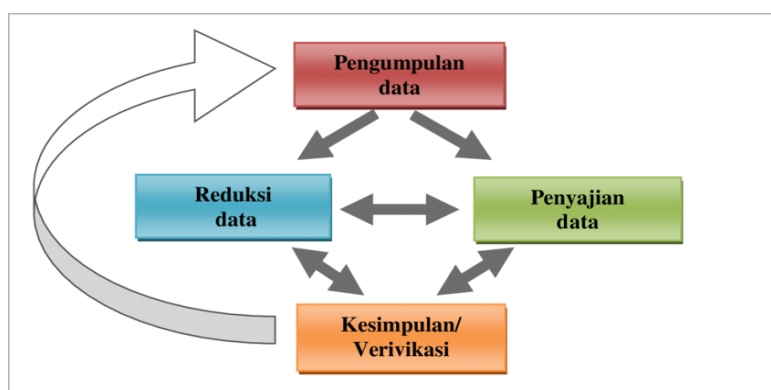 Pengumpulan
data
Reduksi
data
Penyajian
data
Kesimpulan/
Verivikasi